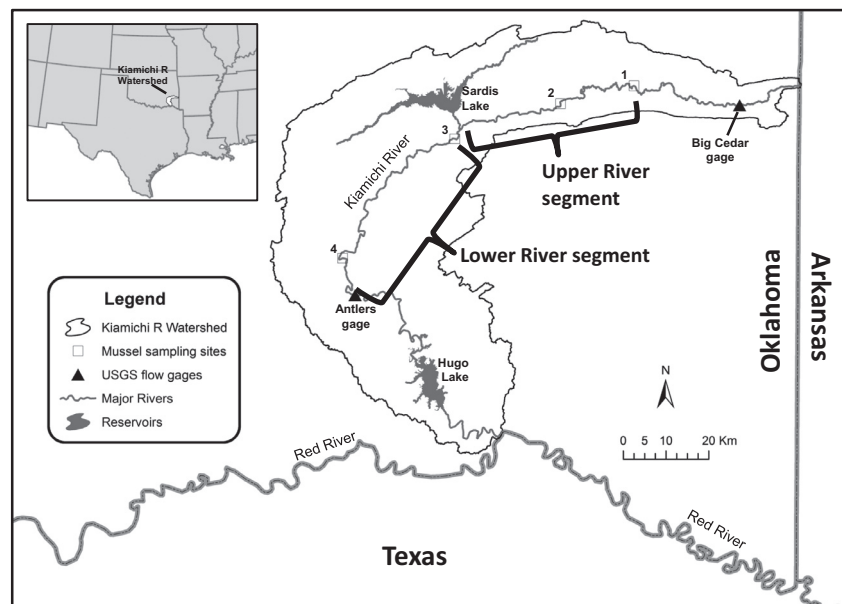 Kiamichi R
Watershed
Sardis
Lake
1
2
3
4
Big Cedar
gage
Kiamichi River
Upper River
segment
Lower River segment
Antlers
gage
Hugo
Lake
Oklahoma
Arkansas
Legend
Kiamichi R Watershed
Mussel sampling sites
USGS flow gages
Major Rivers
Reservoirs
N
0 5 10 20 Km
Red River
Red River
Texas